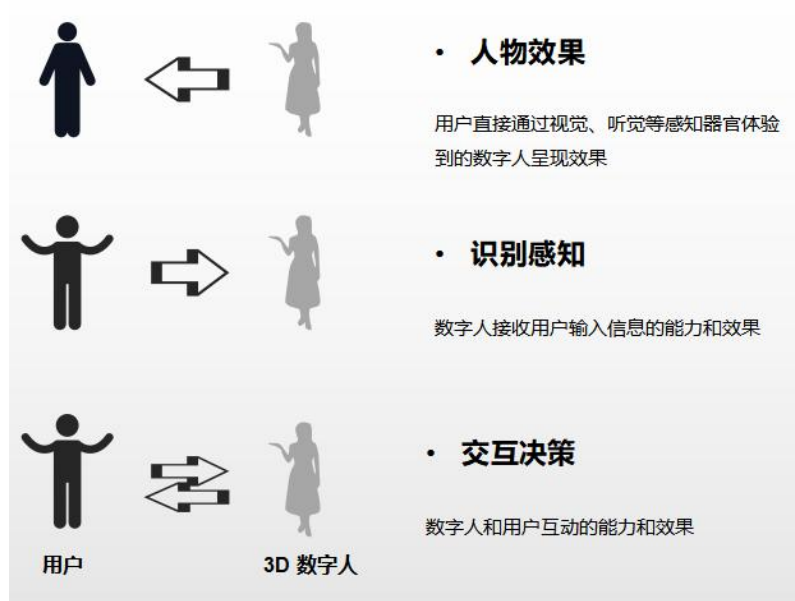 • 人物效果
用户直接通过视觉、听觉等感知器官体验
到的数字人呈现效果
• 识别感知
数字人接收用户输入信息的能力和效果
• 交互决策
数字人和用户互动的能力和效果
用户
3D 数字人